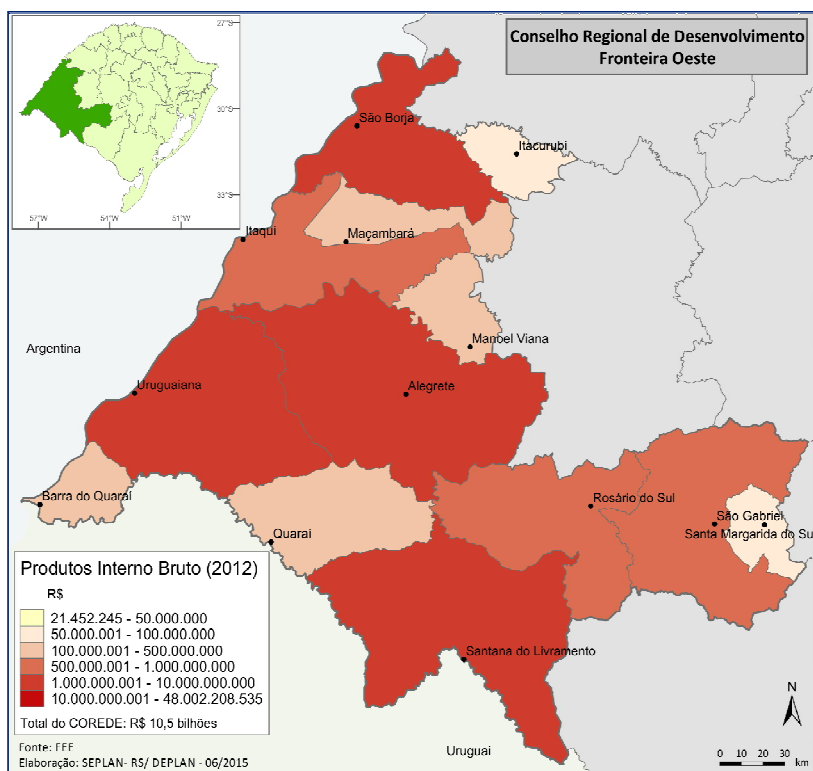 Conselho Regional de Desenvolvimento
Fronteira Oeste
27°S
30°S
33°S
57°W
54°W
51°W
São Borja
Itacurubi
Itaqui
Maçambará
Argentina
Manoel Viana
Uruguaiana
Alegrete
Barra do Quaraí
Rosário do Sul
São Gabriel
Santa Margarida do Su
Quaraí
Santana do Livramento
Uruguai
Produtos Interno Bruto (2012)
R$
21.452.245 - 50.000.000
50.000.001 - 100.000.000
100.000.001 - 500.000.000
500.000.001 - 1.000.000.000
1.000.000.001 - 10.000.000.000
10.000.000.001 - 48.002.208.535
Total do COREDE: R$ 10,5 bilhões
Fonte: FEE
Elaboração: SEPLAN- RS/ DEPLAN - 06/2015
N
0 10 20 30
km